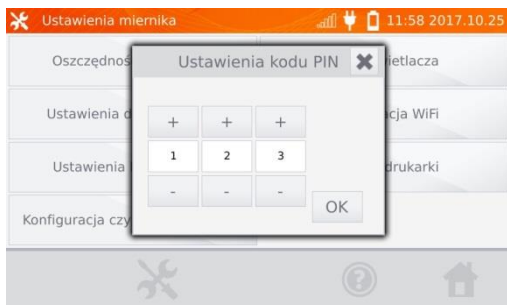 Ustawienia miernika 11:58 2017.10.25
Ustawienia kodu PIN
+ + +
1 2 3
- - -
OK
Oszczędnoś
Ustawienia d
Ustawienia
Konfiguracja czy
ietlacza
cja WiFi
drukarki
?